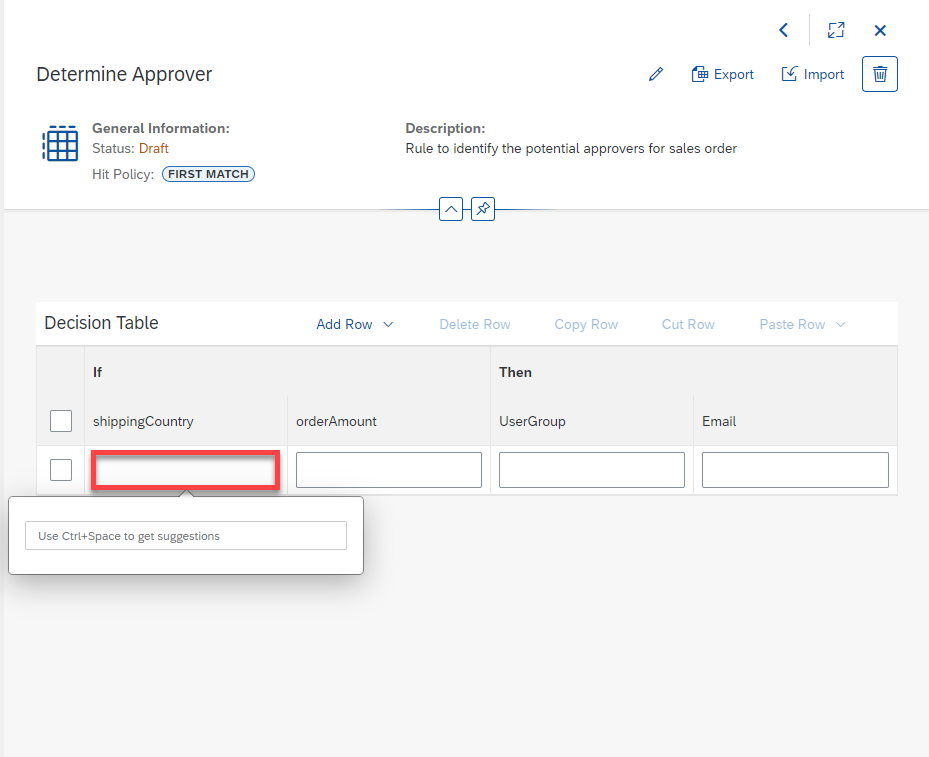 Determine Approver
Export
Import
General Information:
Status: Draft
Hit Policy: FIRST MATCH
Description:
Rule to identify the potential approvers for sales order
Decision Table
Add Row
Delete Row
Copy Row
Cut Row
Paste Row
If
Then
shippingCountry
orderAmount
UserGroup
Email
Use Ctrl+Space to get suggestions